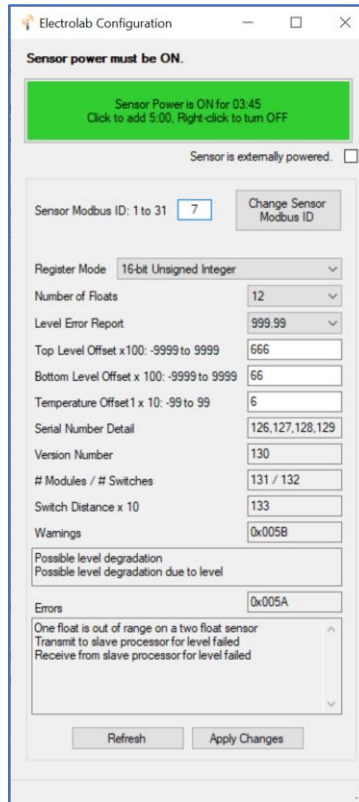 Electrolab Configuration
Sensor power must be ON.
Sensor Power is ON for 03:45
Click to add 5:00, Right-click to turn OFF
Sensor is externally powered.
Sensor Modbus ID: 1 to 31 7 Change Sensor
Modbus ID
Register Mode 16-bit Unsigned Integer
Number of Floats 12
Level Error Report 999.99
Top Level Offset x100: -9999 to 9999 666
Bottom Level Offset x 100: -9999 to 9999 66
Temperature Offset1 x 10: -99 to 99 6
Serial Number Detail 126,127,128,129
Version Number 130
# Modules / # Switches 131 / 132
Switch Distance x 10 133
Warnings 0x005B
Possible level degradation
Possible level degradation due to level
Errors 0x005A
One float is out of range on a two float sensor
Transmit to slave processor for level failed
Receive from slave processor for level failed
Refresh Apply Changes